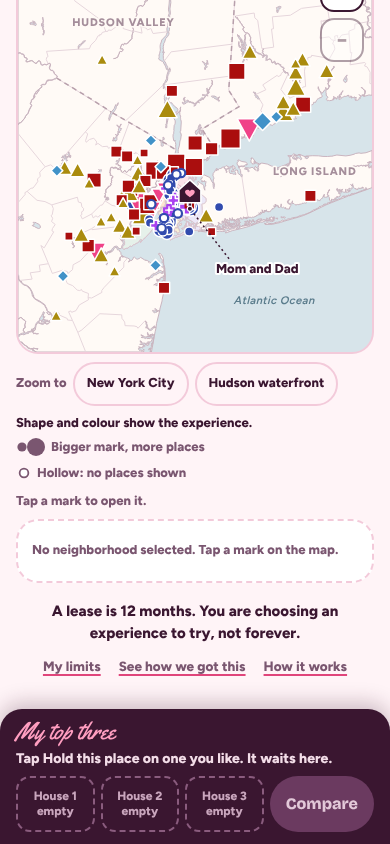 HUDSON VALLEY
LONG ISLAND
Mom and Dad
Atlantic Ocean
Zoom to
New York City
Hudson waterfront
Shape and colour show the experience.
Bigger mark, more places
Hollow: no places shown
Tap a mark to open it.
No neighborhood selected. Tap a mark on the map.
A lease is 12 months. You are choosing an
experience to try, not forever.
My limits
See how we got this
How it works
My top three
Tap Hold this place on one you like. It waits here.
House 1
empty
House 2
empty
House 3
empty
Compare